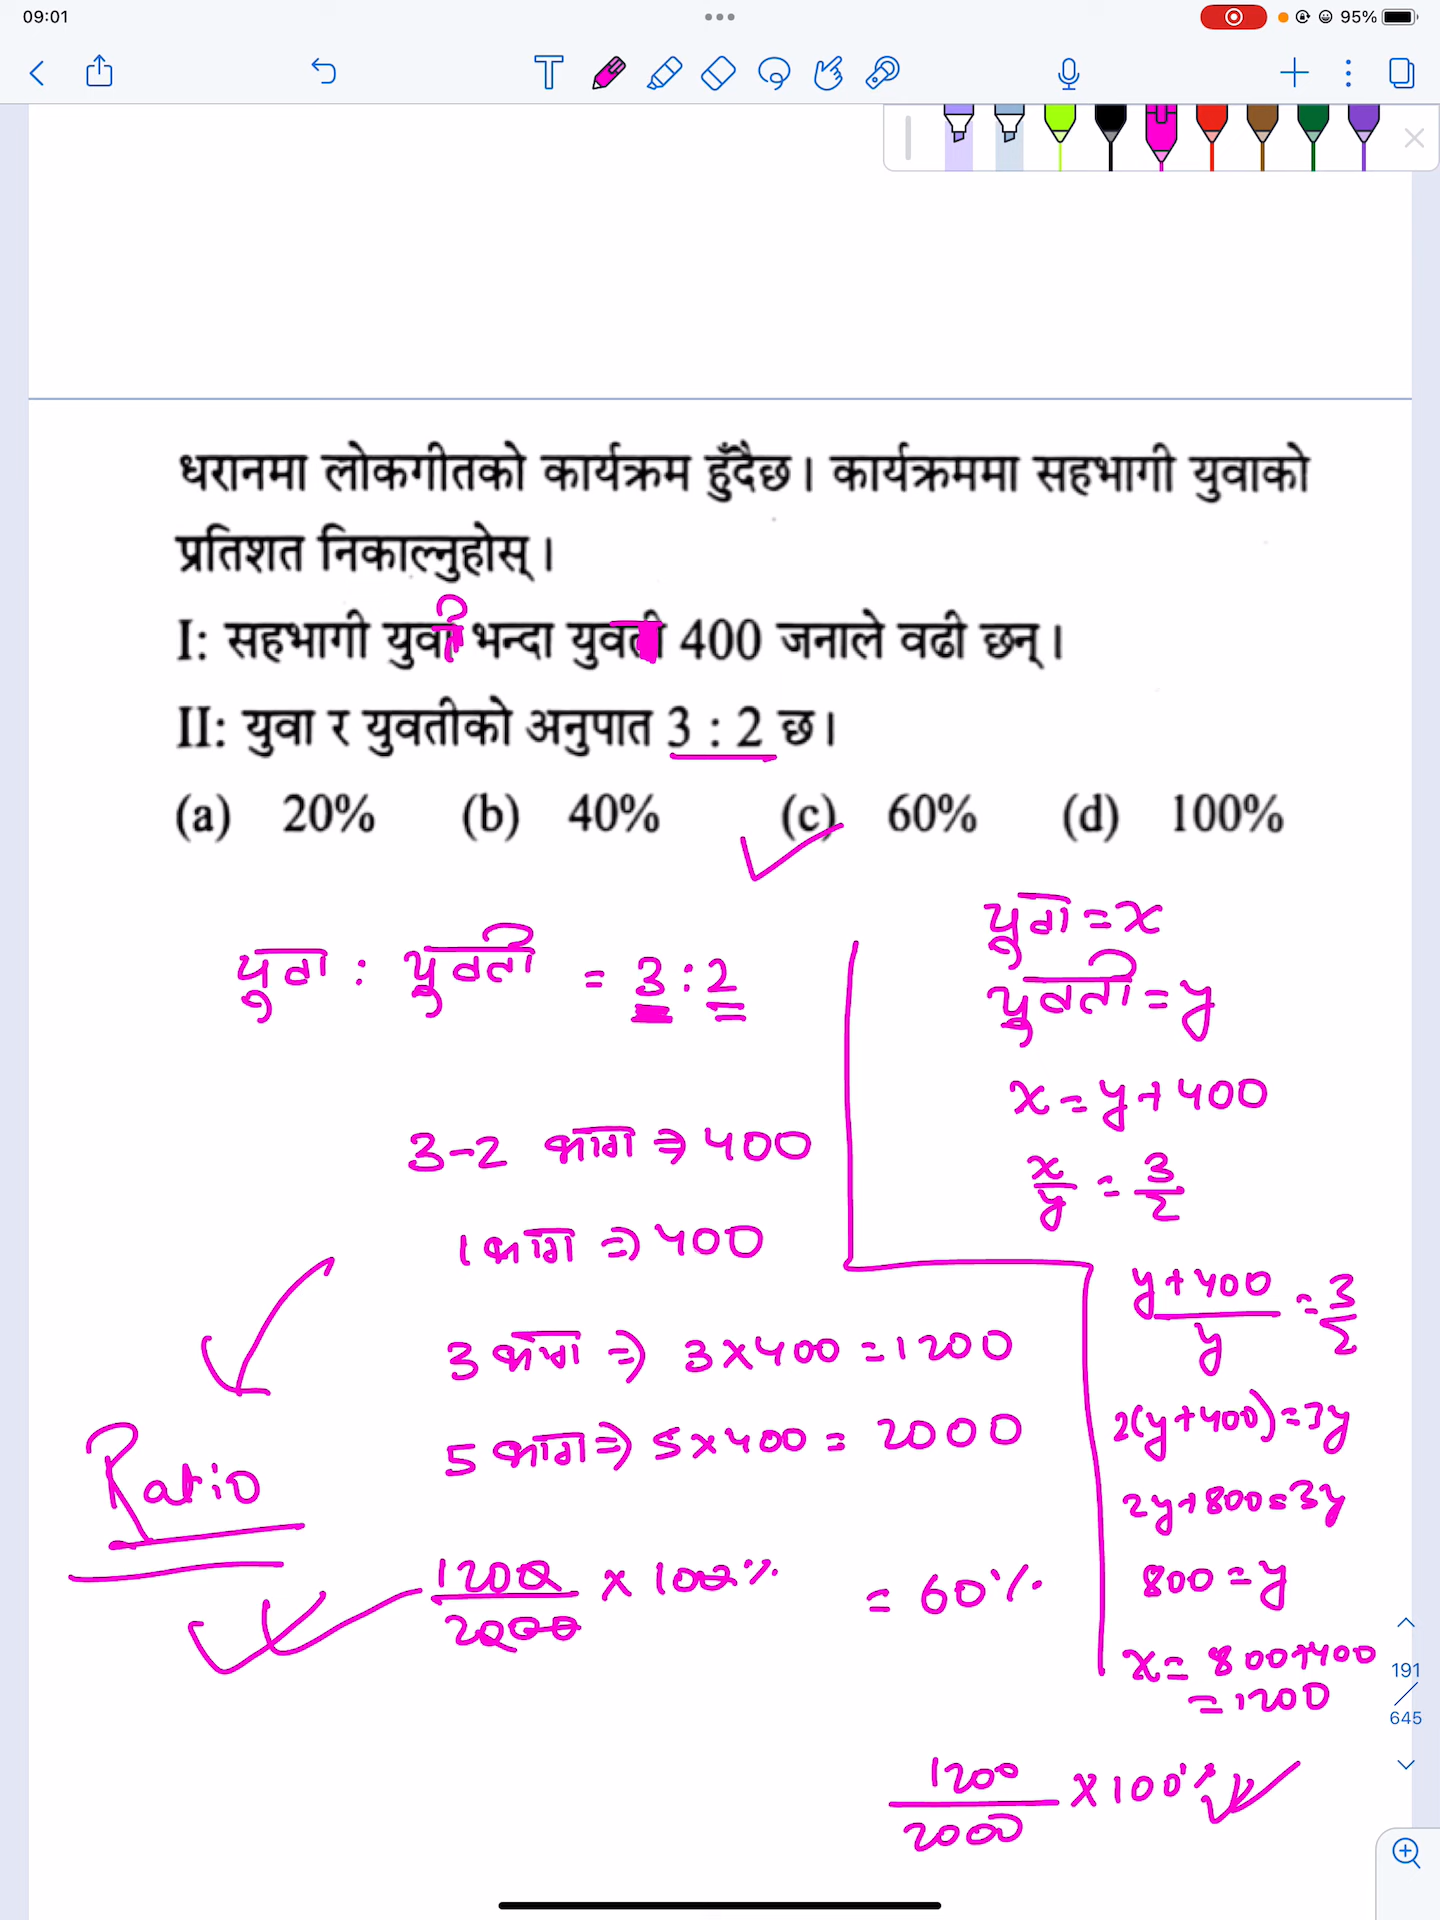 09:01
95%
धरानमा लोकगीतको कार्यक्रम हुँदैछ। कार्यक्रममा सहभागी युवाको
प्रतिशत निकाल्नुहोस्।
I: सहभागी युवती भन्दा युवा 400 जनाले वढी छन्।
II: युवा र युवतीको अनुपात 3 : 2 छ।
(a) 20% (b) 40% (c) 60% (d) 100%
युवा : युवती = 3:2
3-2 भाग ⇒ 400
1 भाग ⇒ 400
3 भाग ⇒ 3×400 = 1200
5 भाग ⇒ 5×400 = 2000
Ratio
1200/2000 × 100% = 60%
युवा = x
युवती = y
x = y+400
x/y = 3/2
y+400/y = 3/2
2(y+400) = 3y
2y+800 = 3y
800 = y
x = 800+400
= 1200
1200/2000 × 100%
191
/
645